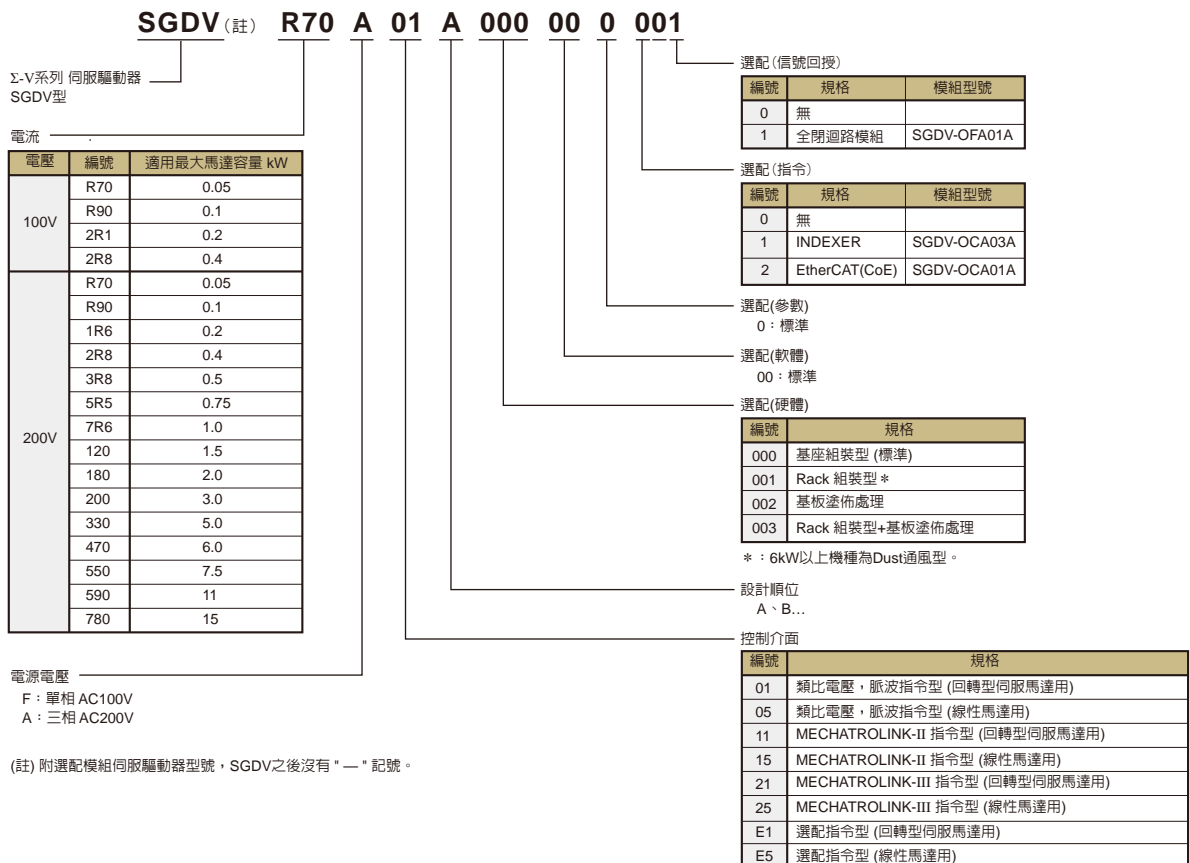 SGDV(註) R70 A 01 A 000 00 0 001
Σ-V系列 伺服驅動器
SGDV型
電流
電壓 編號 適用最大馬達容量 kW
100V
R70 0.05
R90 0.1
2R1 0.2
2R8 0.4
200V
R70 0.05
R90 0.1
1R6 0.2
2R8 0.4
3R8 0.5
5R5 0.75
7R6 1.0
120 1.5
180 2.0
200 3.0
330 5.0
470 6.0
550 7.5
590 11
780 15
電源電壓
F:單相 AC100V
A:三相 AC200V
(註) 附選配模組伺服驅動器型號,SGDV之後沒有 " — " 記號。
選配(信號回授)
編號 規格 模組型號
0 無
1 全閉迴路模組 SGDV-OFA01A
選配(指令)
編號 規格 模組型號
0 無
1 INDEXER SGDV-OCA03A
2 EtherCAT(CoE) SGDV-OCA01A
選配(參數)
0:標準
選配(軟體)
00:標準
選配(硬體)
編號 規格
000 基座組裝型 (標準)
001 Rack 組裝型＊
002 基板塗佈處理
003 Rack 組裝型+基板塗佈處理
＊:6kW以上機種為Dust通風型。
設計順位
A、B…
控制介面
編號 規格
01 類比電壓,脈波指令型 (回轉型伺服馬達用)
05 類比電壓,脈波指令型 (線性馬達用)
11 MECHATROLINK-II 指令型 (回轉型伺服馬達用)
15 MECHATROLINK-II 指令型 (線性馬達用)
21 MECHATROLINK-III 指令型 (回轉型伺服馬達用)
25 MECHATROLINK-III 指令型 (線性馬達用)
E1 選配指令型 (回轉型伺服馬達用)
E5 選配指令型 (線性馬達用)